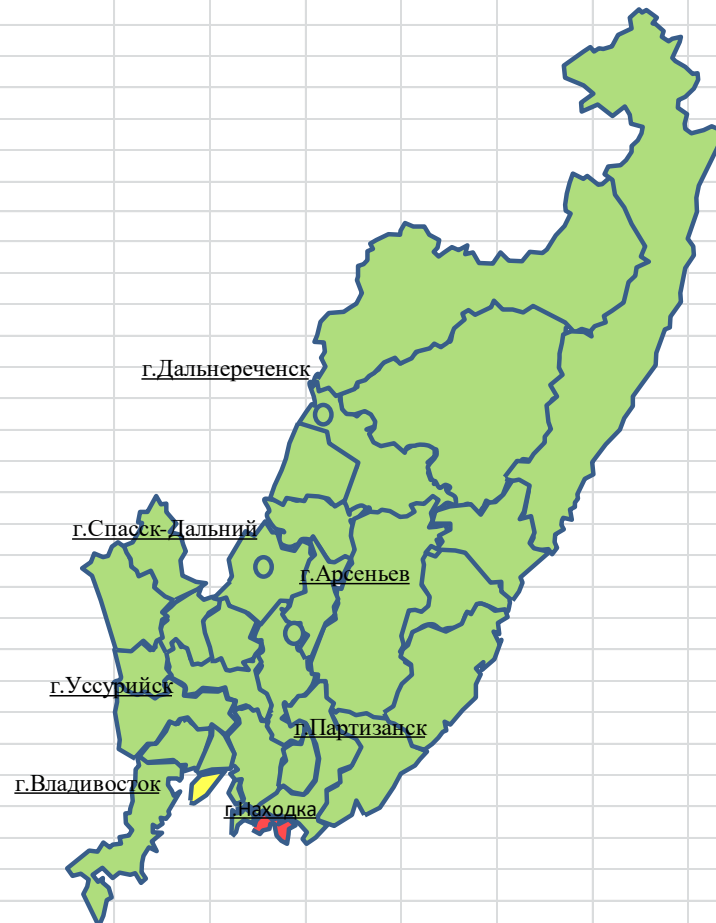 г.Дальнереченск
г.Спасск-Дальний
г.Арсеньев
г.Уссурийск
г.Партизанск
г.Владивосток
г.Находка